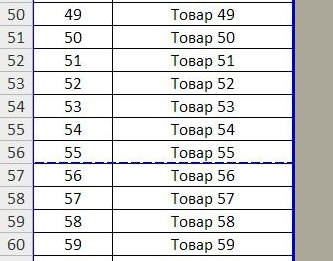 50 49 Товар 49
51 50 Товар 50
52 51 Товар 51
53 52 Товар 52
54 53 Товар 53
55 54 Товар 54
56 55 Товар 55
57 56 Товар 56
58 57 Товар 57
59 58 Товар 58
60 59 Товар 59